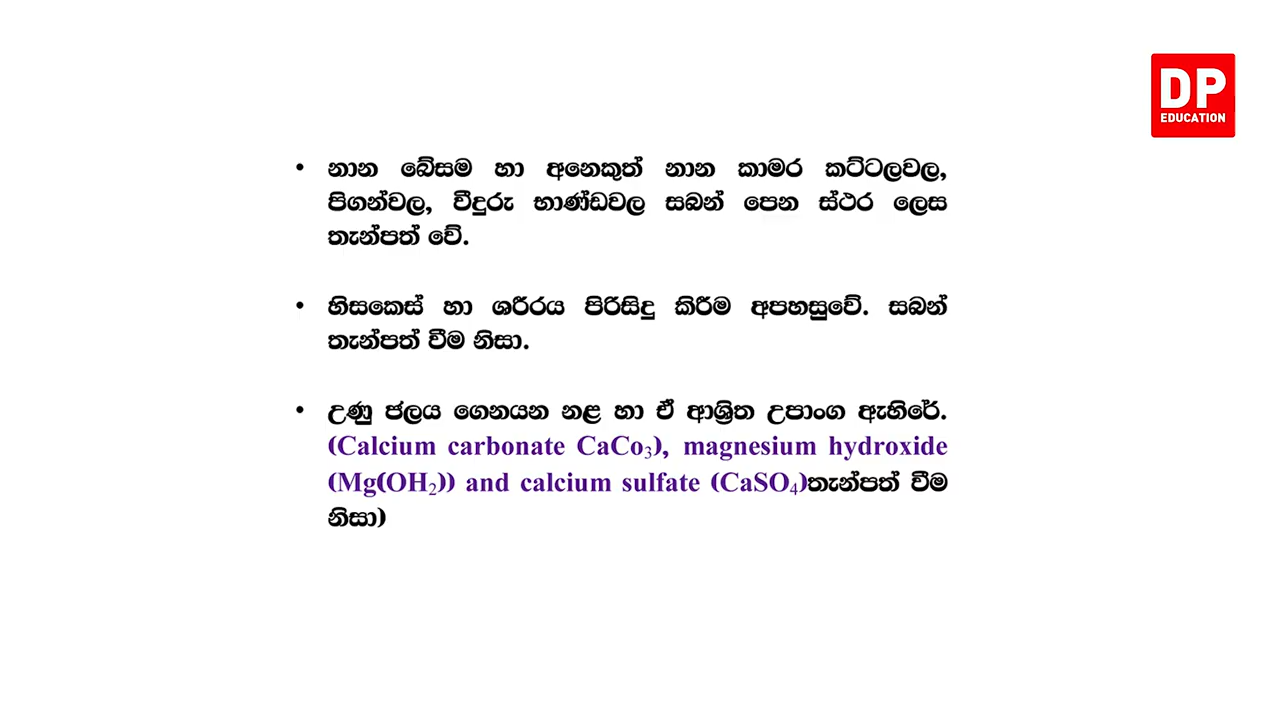 DP
EDUCATION
• නාන බේසම හා අනෙකුත් නාන කාමර කට්ටලවල,
පිගන්වල, වීදුරු භාණ්ඩවල සබන් පෙන ස්ථර ලෙස
තැන්පත් වේ.
• හිසකෙස් හා ශරීරය පිරිසිදු කිරීම අපහසුවේ. සබන්
තැන්පත් වීම නිසා.
• උණු ජලය ගෙනයන නළ හා ඒ ආශ්‍රිත උපාංග ඇහිරේ.
(Calcium carbonate CaCo₃), magnesium hydroxide
(Mg(OH₂)) and calcium sulfate (CaSO₄)තැන්පත් වීම
නිසා)